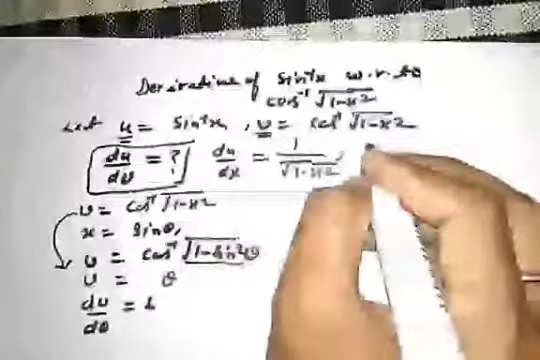 Derivative of sin⁻¹x w.r.to
cos⁻¹ √1-x²
Let u = sin⁻¹x, v = cos⁻¹ √1-x²
du/dv = ? du/dx = 1/√1-x²,
v = cos⁻¹ √1-x²
x = sinθ,
v = cos⁻¹ √1-sin²θ
v = θ
dv/dθ = 1